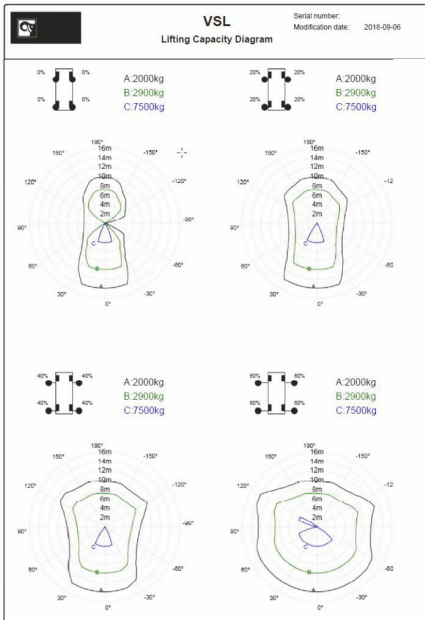 VSL
Lifting Capacity Diagram
Serial number:
Modification date: 2018-09-06
0% 0%
0% 0%
A:2000kg
B:2900kg
C:7500kg
20% 20%
20% 20%
A:2000kg
B:2900kg
C:7500kg
180°
150° -150°
16m
14m
12m
10m
8m
6m
4m
2m
120° -120°
90° -90°
60° -60°
30° -30°
0°
C
B
A
180°
150° -150°
16m
14m
12m
10m
8m
6m
4m
2m
120° -12
90°
60° -60
30° -30°
0°
C
B
A
40% 40%
40% 40%
A:2000kg
B:2900kg
C:7500kg
60% 60%
60% 60%
A:2000kg
B:2900kg
C:7500kg
180°
150° -150°
16m
14m
12m
10m
8m
6m
4m
2m
120° -120°
90° -90°
60° -60°
30° -30°
0°
C
B
A
180°
150° -150°
16m
14m
12m
10m
8m
6m
4m
2m
120° -12
90°
60° -60
30° -30°
0°
C
B
A